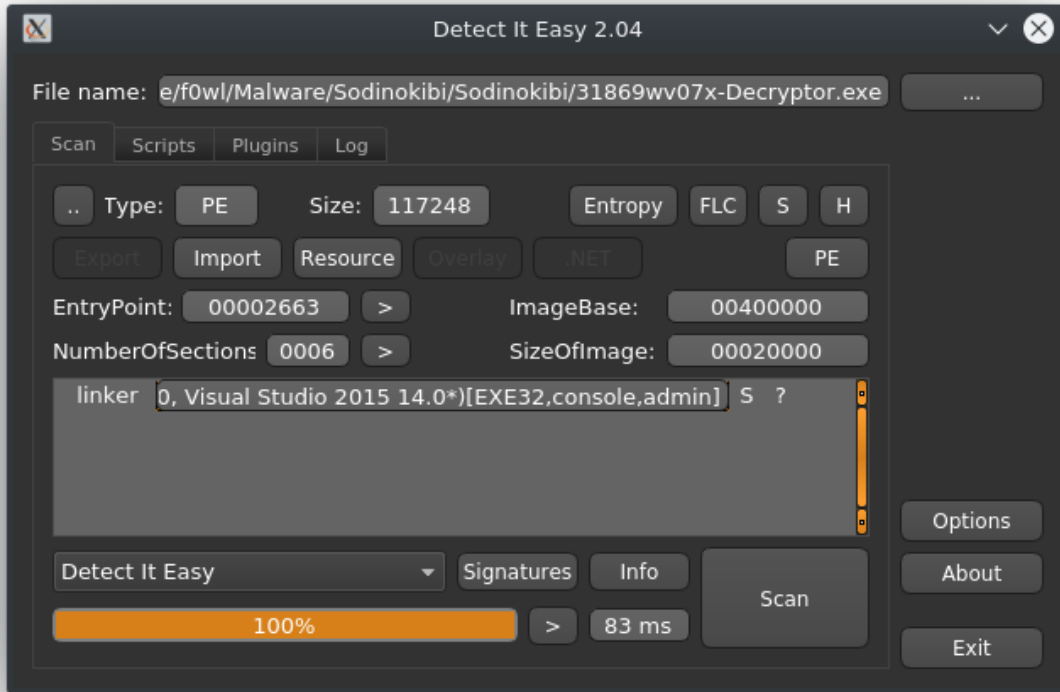 Detect It Easy 2.04
File name: e/f0wl/Malware/Sodinokibi/Sodinokibi/31869wv07x-Decryptor.exe ...
Scan Scripts Plugins Log
.. Type: PE Size: 117248 Entropy FLC S H
Export Import Resource Overlay .NET PE
EntryPoint: 00002663 > ImageBase: 00400000
NumberOfSections 0006 > SizeOfImage: 00020000
linker 0, Visual Studio 2015 14.0*)[EXE32,console,admin] S ?
Options
Detect It Easy Signatures Info Scan About
100% > 83 ms
Exit